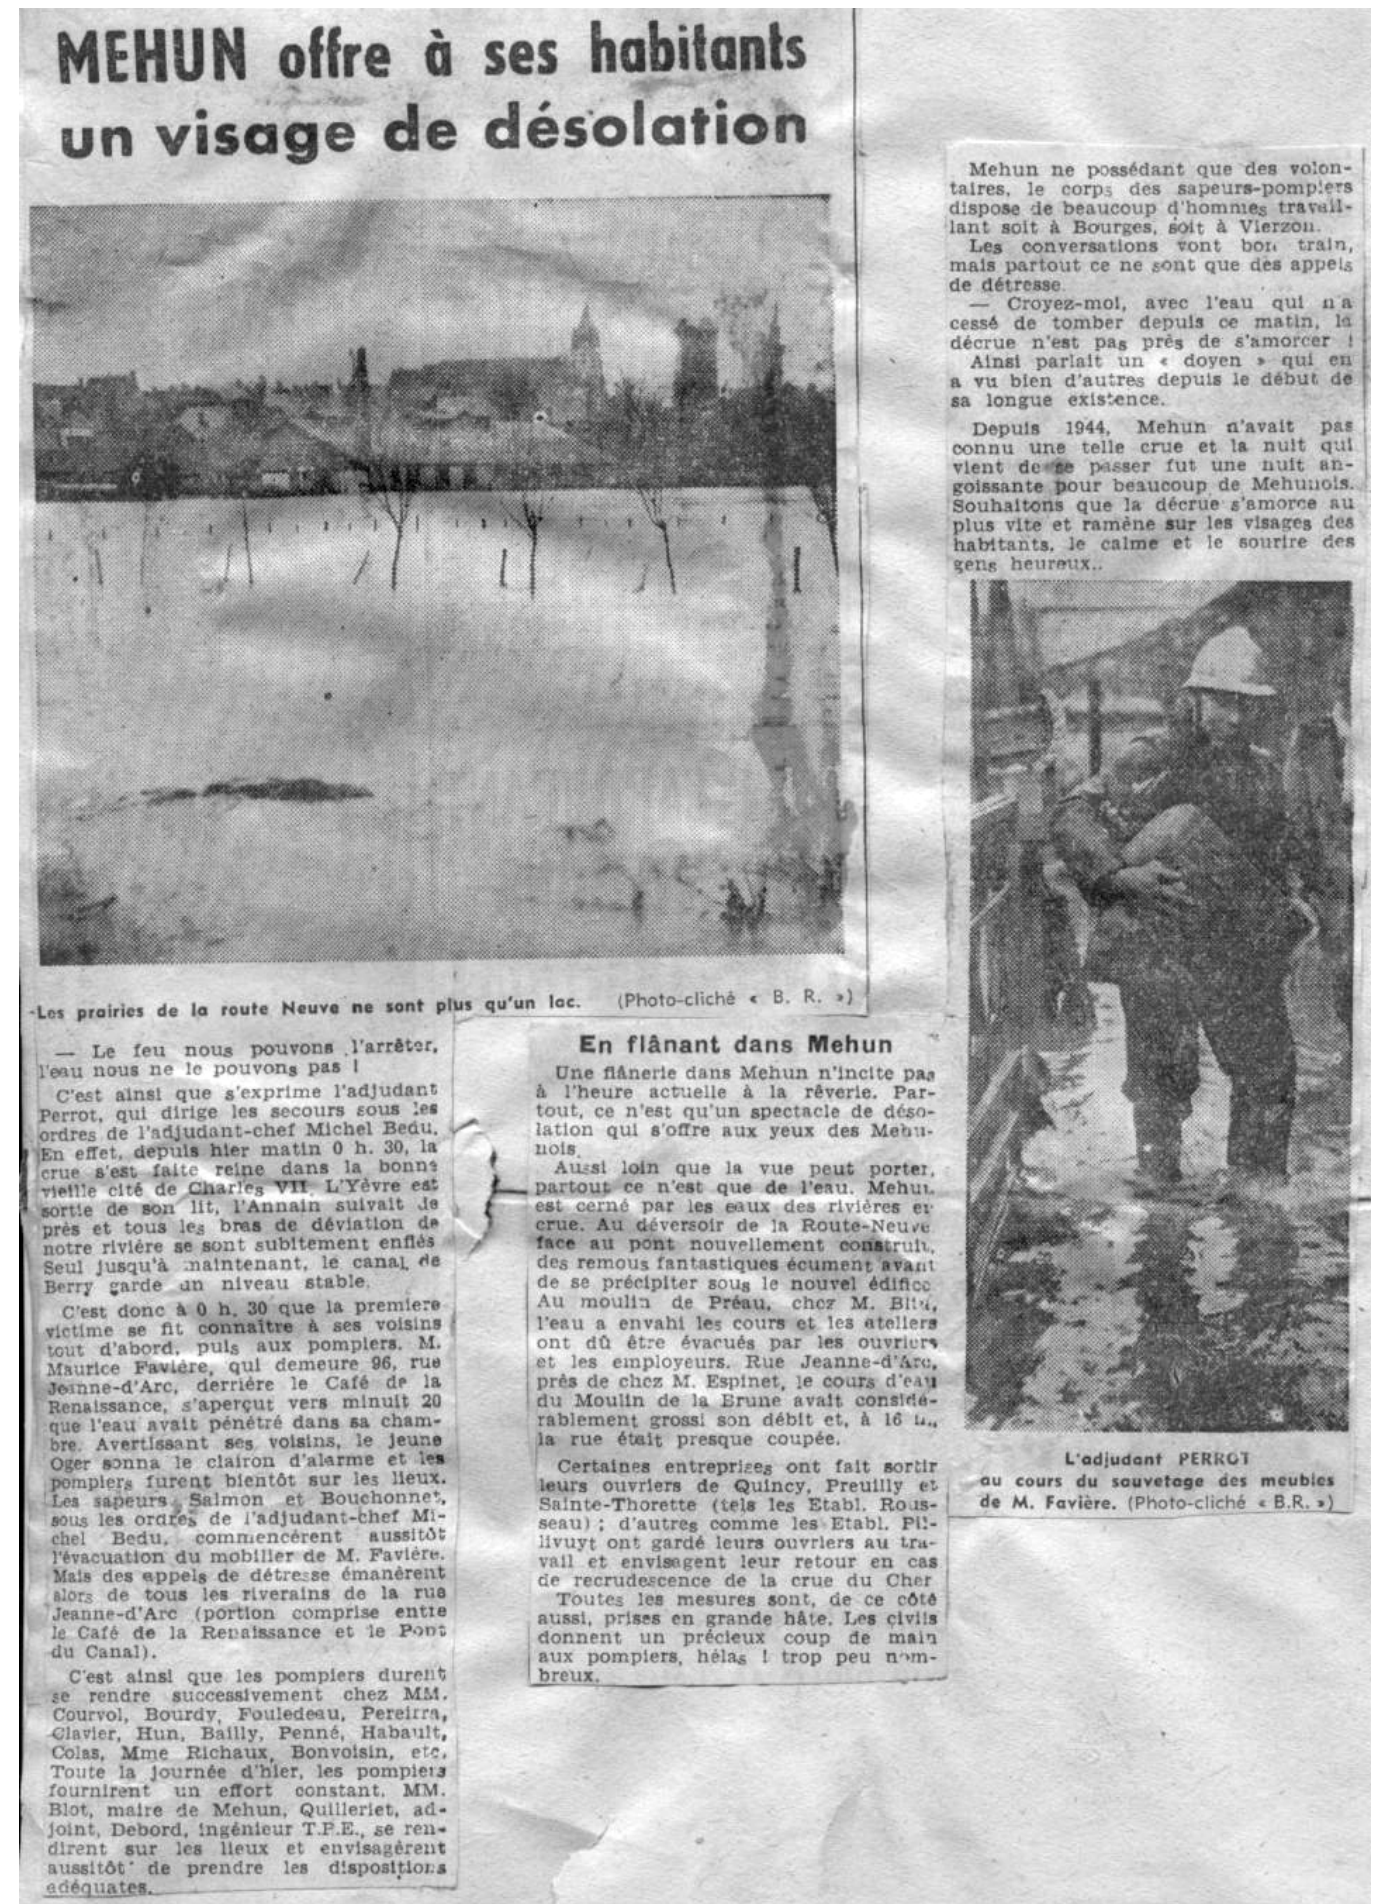 MEHUN offre à ses habitants
un visage de désolation
Les prairies de la route Neuve ne sont plus qu'un lac. (Photo-cliché « B. R. »)
— Le feu nous pouvons l'arrêter,
l'eau nous ne le pouvons pas !
C'est ainsi que s'exprime l'adjudant
Perrot, qui dirige les secours sous les
ordres de l'adjudant-chef Michel Bedu.
En effet, depuis hier matin 0 h. 30, la
crue s'est faite reine dans la bonne
vieille cité de Charles VII. L'Yèvre est
sortie de son lit, l'Annain suivait de
près et tous les bras de déviation de
notre rivière se sont subitement enflés
Seul jusqu'à maintenant, le canal de
Berry garde un niveau stable.
C'est donc à 0 h. 30 que la premiere
victime se fit connaître à ses voisins
tout d'abord, puis aux pompiers. M.
Maurice Favière, qui demeure 96, rue
Jeanne-d'Arc, derrière le Café de la
Renaissance, s'aperçut vers minuit 20
que l'eau avait pénétré dans sa cham-
bre. Avertissant ses voisins, le jeune
Oger sonna le clairon d'alarme et les
pompiers furent bientôt sur les lieux.
Les sapeurs Salmon et Bouchonnet,
sous les ordres de l'adjudant-chef Mi-
chel Bedu, commencèrent aussitôt
l'évacuation du mobilier de M. Favière.
Mais des appels de détresse émanèrent
alors de tous les riverains de la rue
Jeanne-d'Arc (portion comprise entre
le Café de la Renaissance et le Pont
du Canal).
C'est ainsi que les pompiers durent
se rendre successivement chez MM.
Courvol, Bourdy, Fouledeau, Pereirra,
Clavier, Hun, Bailly, Penné, Habault,
Colas, Mme Richaux, Bonvoisin, etc.
Toute la journée d'hier, les pompiers
fournirent un effort constant. MM.
Blot, maire de Mehun, Quilleriet, ad-
joint, Debord, ingénieur T.P.E., se ren-
dirent sur les lieux et envisagèrent
aussitôt de prendre les dispositions
adéquates.
En flânant dans Mehun
Une flânerie dans Mehun n'incite pas
à l'heure actuelle à la rêverie. Par-
tout, ce n'est qu'un spectacle de déso-
lation qui s'offre aux yeux des Mehu-
nois.
Aussi loin que la vue peut porter,
partout ce n'est que de l'eau. Mehun
est cerné par les eaux des rivières en
crue. Au déversoir de la Route-Neuve
face au pont nouvellement construit,
des remous fantastiques écument avant
de se précipiter sous le nouvel édifice
Au moulin de Préau, chez M.
l'eau a envahi les cours et les ateliers
ont dû être évacués par les ouvriers
et les employeurs. Rue Jeanne-d'Arc,
près de chez M. Espinet, le cours d'eau
du Moulin de la Brune avait considé-
rablement grossi son débit et, à 16 h.,
la rue était presque coupée.
Certaines entreprises ont fait sortir
leurs ouvriers de Quincy, Preuilly et
Sainte-Thorette (tels les Etabl. Rous-
seau) ; d'autres comme les Etabl. Pil-
livuyt ont gardé leurs ouvriers au tra-
vail et envisagent leur retour en cas
de recrudescence de la crue du Cher
Toutes les mesures sont, de ce côté
aussi, prises en grande hâte. Les civils
donnent un précieux coup de main
aux pompiers, hélas ! trop peu nom-
breux.
Mehun ne possédant que des volon-
taires, le corps des sapeurs-pompiers
dispose de beaucoup d'hommes travail-
lant soit à Bourges, soit à Vierzon.
Les conversations vont bon train,
mais partout ce ne sont que des appels
de détresse.
— Croyez-moi, avec l'eau qui n'a
cessé de tomber depuis ce matin, la
décrue n'est pas près de s'amorcer !
Ainsi parlait un « doyen » qui en
a vu bien d'autres depuis le début de
sa longue existence.
Depuis 1944, Mehun n'avait pas
connu une telle crue et la nuit qui
vient de se passer fut une nuit an-
goissante pour beaucoup de Mehunois.
Souhaitons que la décrue s'amorce au
plus vite et ramène sur les visages des
habitants, le calme et le sourire des
gens heureux..
L'adjudant PERROT
au cours du sauvetage des meubles
de M. Favière. (Photo-cliché « B.R. »)